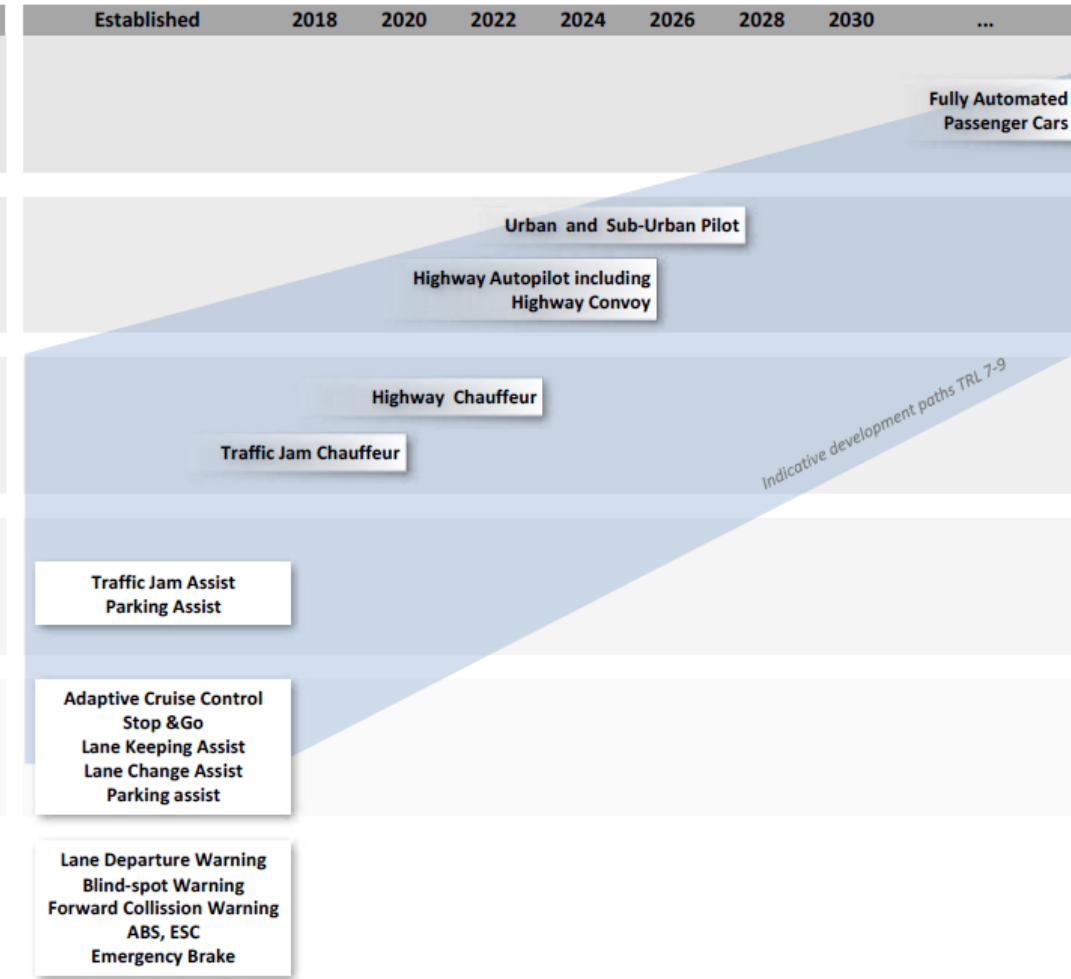 Established 2018 2020 2022 2024 2026 2028 2030 ...
Fully Automated
Passenger Cars
Urban and Sub-Urban Pilot
Highway Autopilot including
Highway Convoy
Highway Chauffeur
Traffic Jam Chauffeur
Indicative development paths TRL 7-9
Traffic Jam Assist
Parking Assist
Adaptive Cruise Control
Stop &Go
Lane Keeping Assist
Lane Change Assist
Parking assist
Lane Departure Warning
Blind-spot Warning
Forward Collission Warning
ABS, ESC
Emergency Brake